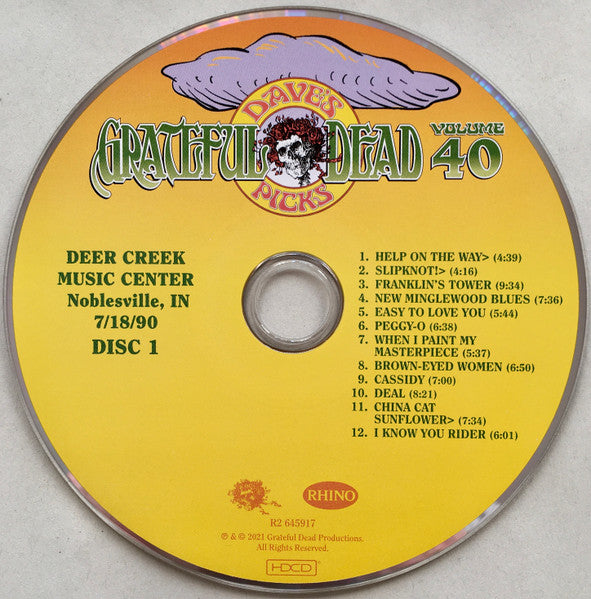 DAVE'S
GRATEFUL DEAD
PICKS
VOLUME
40
DEER CREEK
MUSIC CENTER
Noblesville, IN
7/18/90
DISC 1
1. HELP ON THE WAY> (4:39)
2. SLIPKNOT!> (4:16)
3. FRANKLIN'S TOWER (9:34)
4. NEW MINGLEWOOD BLUES (7:36)
5. EASY TO LOVE YOU (5:44)
6. PEGGY-O (6:38)
7. WHEN I PAINT MY
MASTERPIECE (5:37)
8. BROWN-EYED WOMEN (6:50)
9. CASSIDY (7:00)
10. DEAL (8:21)
11. CHINA CAT
SUNFLOWER> (7:34)
12. I KNOW YOU RIDER (6:01)
RHINO
R2 645917
℗ & © 2021 Grateful Dead Productions.
All Rights Reserved.
HDCD